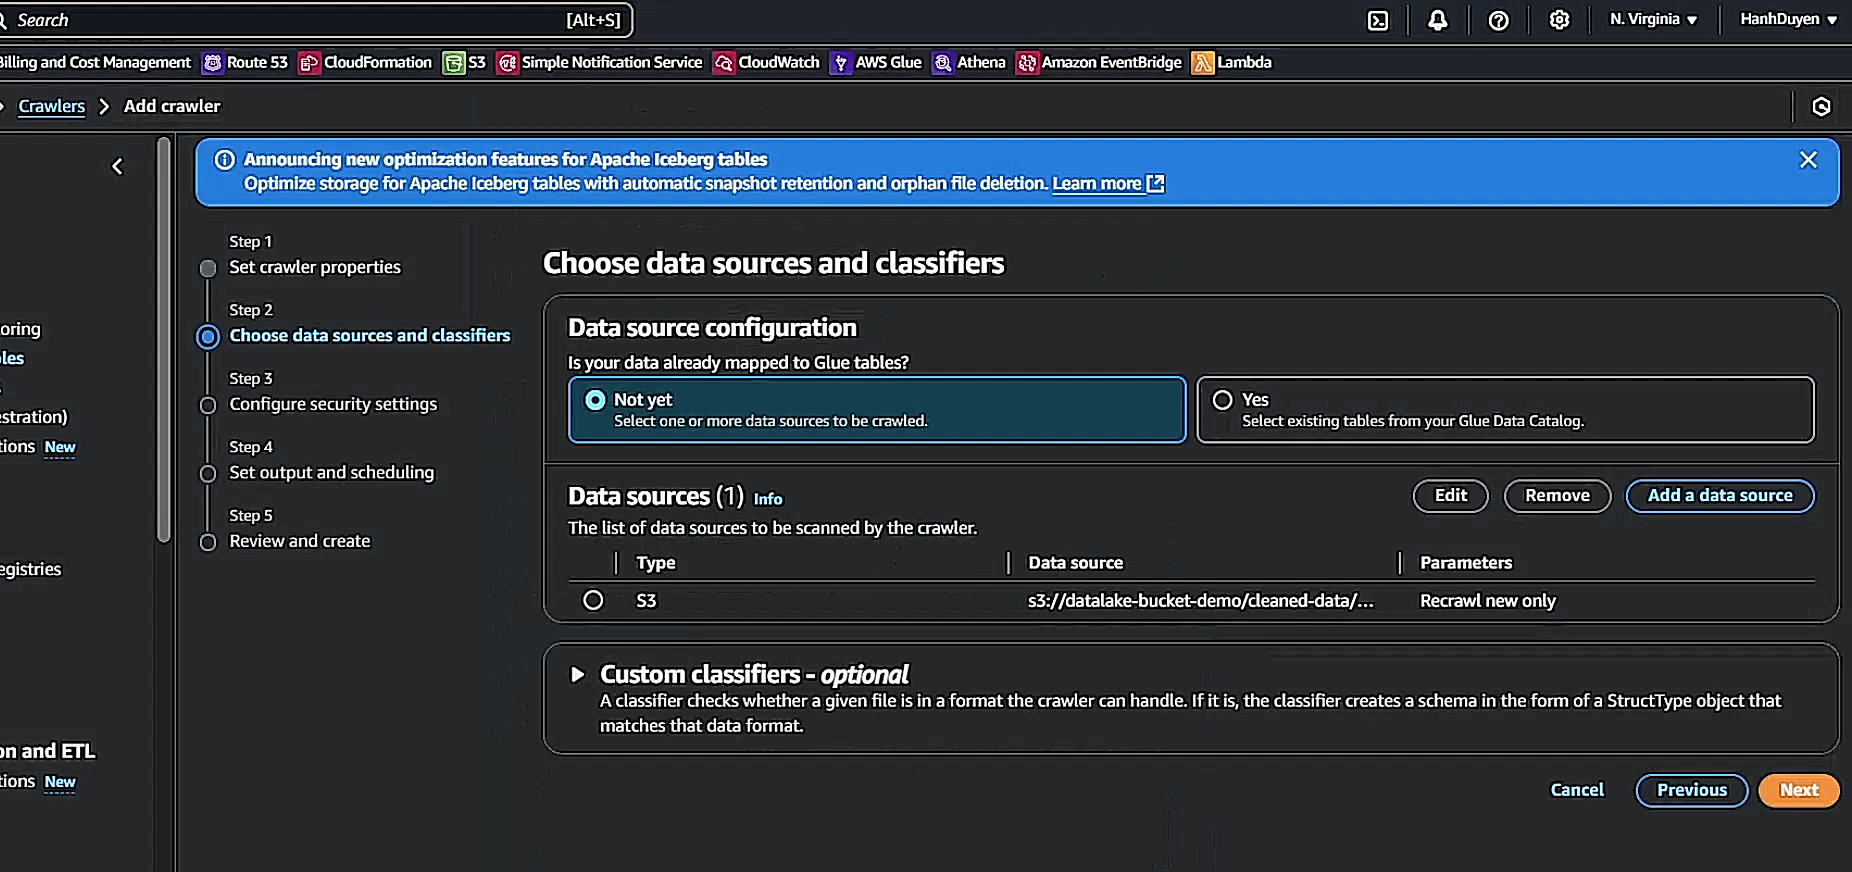 Search [Alt+S] N. Virginia HanhDuyen
Billing and Cost Management Route 53 CloudFormation S3 Simple Notification Service CloudWatch AWS Glue Athena Amazon EventBridge Lambda
Crawlers > Add crawler
Announcing new optimization features for Apache Iceberg tables
Optimize storage for Apache Iceberg tables with automatic snapshot retention and orphan file deletion. Learn more
oring
les
estration)
tions New
egistries
on and ETL
tions New
Step 1
Set crawler properties
Step 2
Choose data sources and classifiers
Step 3
Configure security settings
Step 4
Set output and scheduling
Step 5
Review and create
Choose data sources and classifiers
Data source configuration
Is your data already mapped to Glue tables?
Not yet
Select one or more data sources to be crawled.
Yes
Select existing tables from your Glue Data Catalog.
Data sources (1) Info
Edit Remove Add a data source
The list of data sources to be scanned by the crawler.
Type Data source Parameters
S3 s3://datalake-bucket-demo/cleaned-data/... Recrawl new only
Custom classifiers - optional
A classifier checks whether a given file is in a format the crawler can handle. If it is, the classifier creates a schema in the form of a StructType object that
matches that data format.
Cancel Previous Next